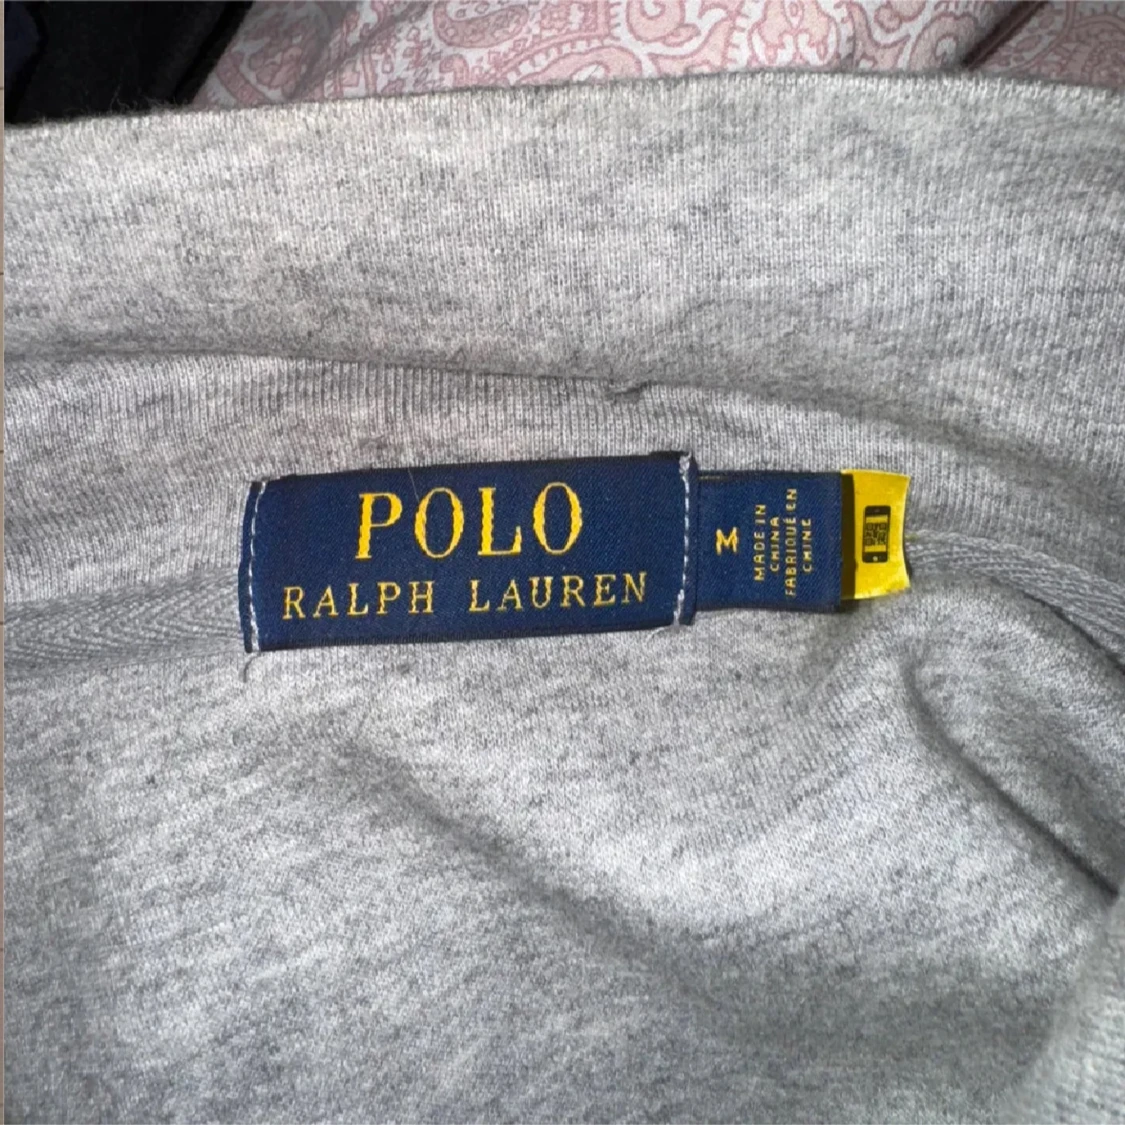 POLO
RALPH LAUREN
M
MADE IN
CHINA
FABRIQUÉ EN
CHINE